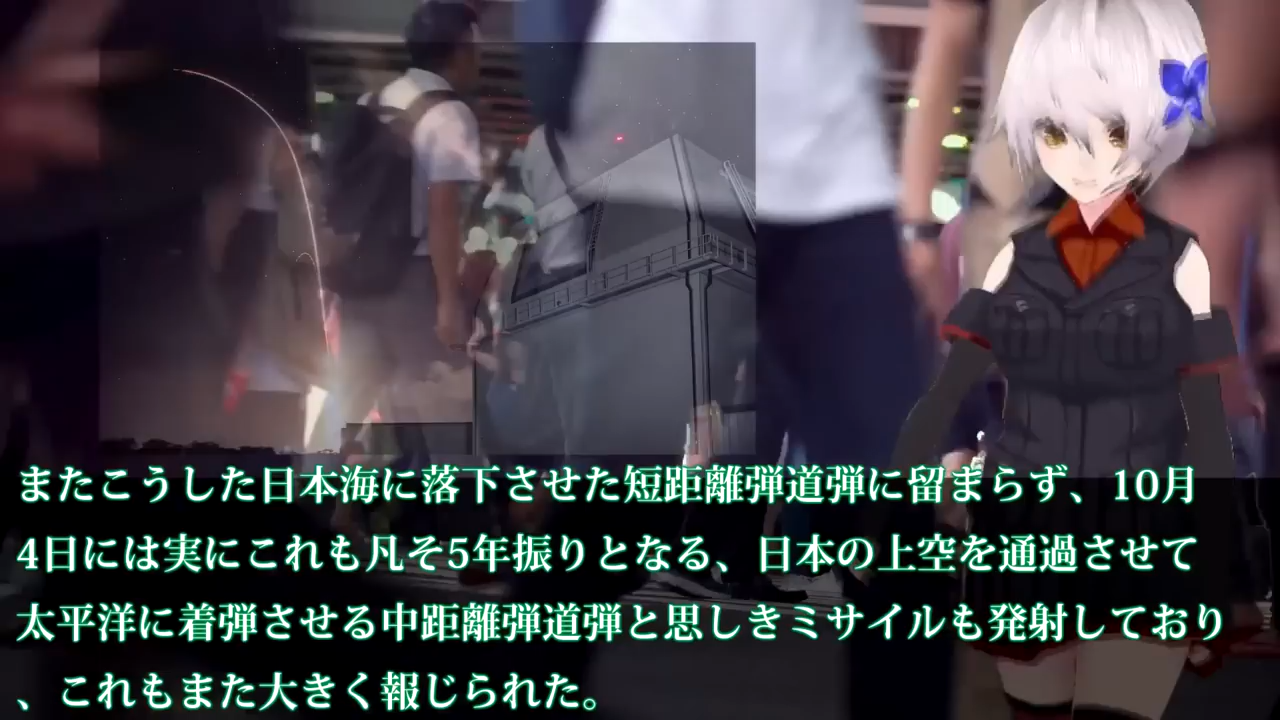 またこうした日本海に落下させた短距離弾道弾に留まらず、10月
4日には実にこれも凡そ5年振りとなる、日本の上空を通過させて
太平洋に着弾させる中距離弾道弾と思しきミサイルも発射しており
、これもまた大きく報じられた。